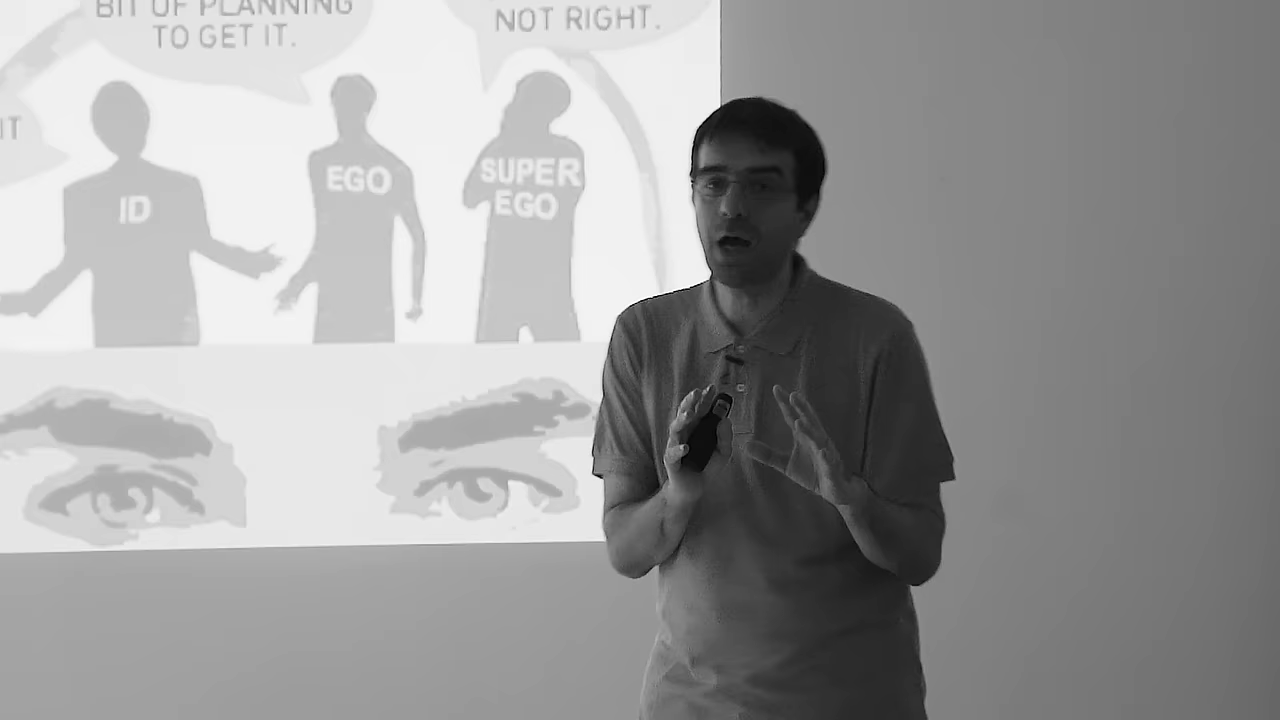 BIT OF PLANNING
TO GET IT.
NOT RIGHT.
IT
ID
EGO
SUPER
EGO